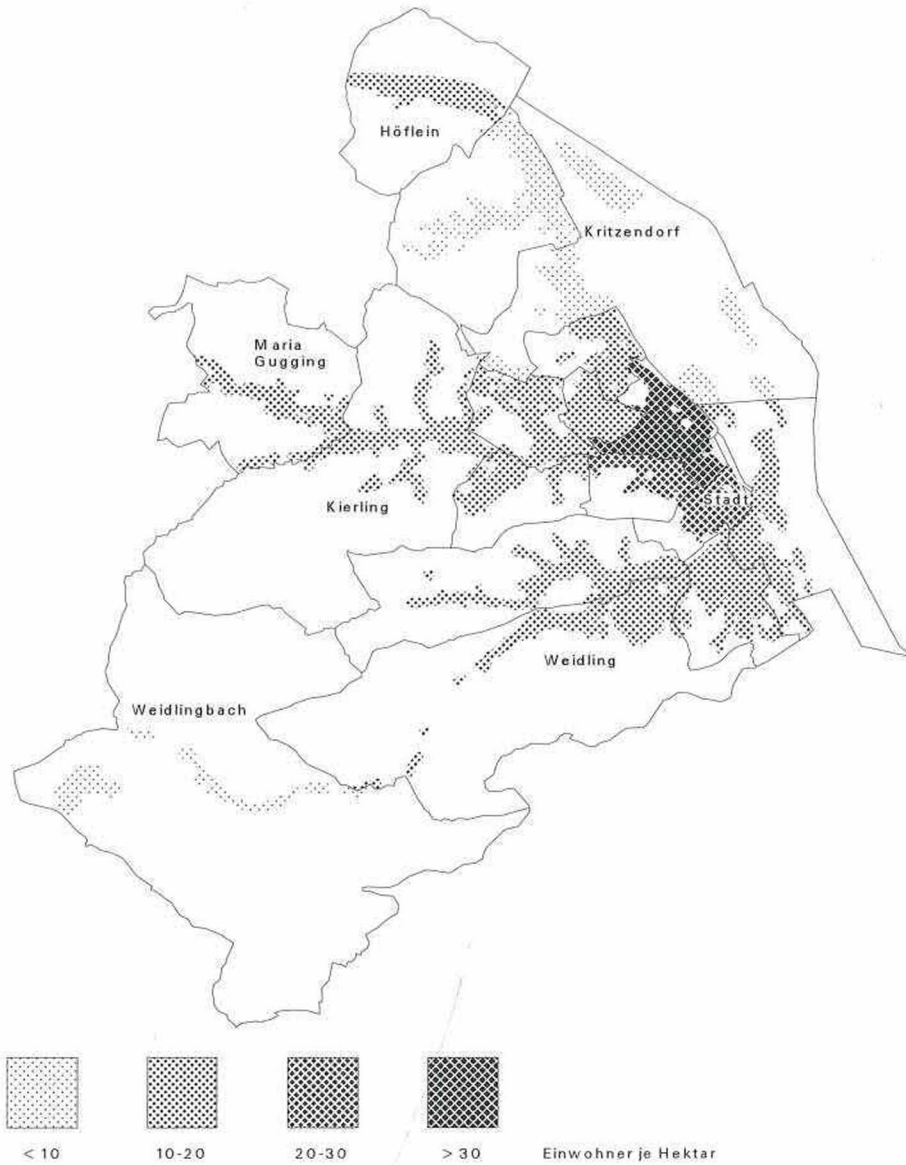 Höflein
Kritzendorf
Maria
Gugging
Kierling
Stadt
Weidling
Weidlingbach
< 10 10-20 20-30 > 30 Einwohner je Hektar